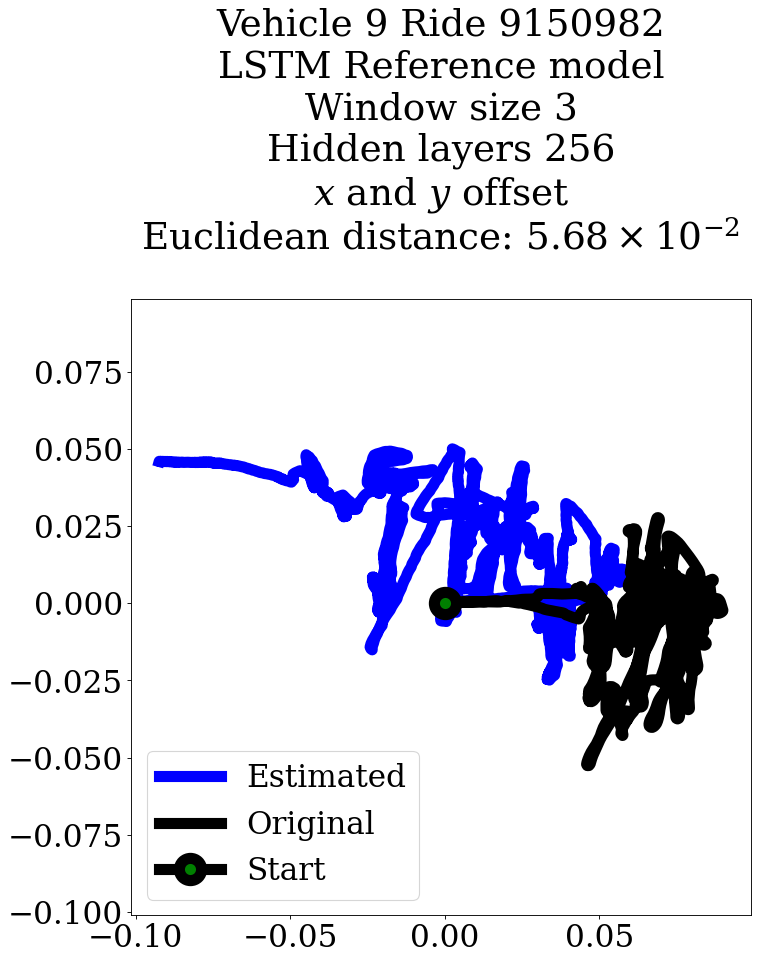 Vehicle 9 Ride 9150982
LSTM Reference model
Window size 3
Hidden layers 256
x and y offset
Euclidean distance: 5.68 × 10⁻²
0.075
0.050
0.025
0.000
−0.025
−0.050
−0.075
−0.100
Estimated
Original
Start
−0.10 −0.05 0.00 0.05